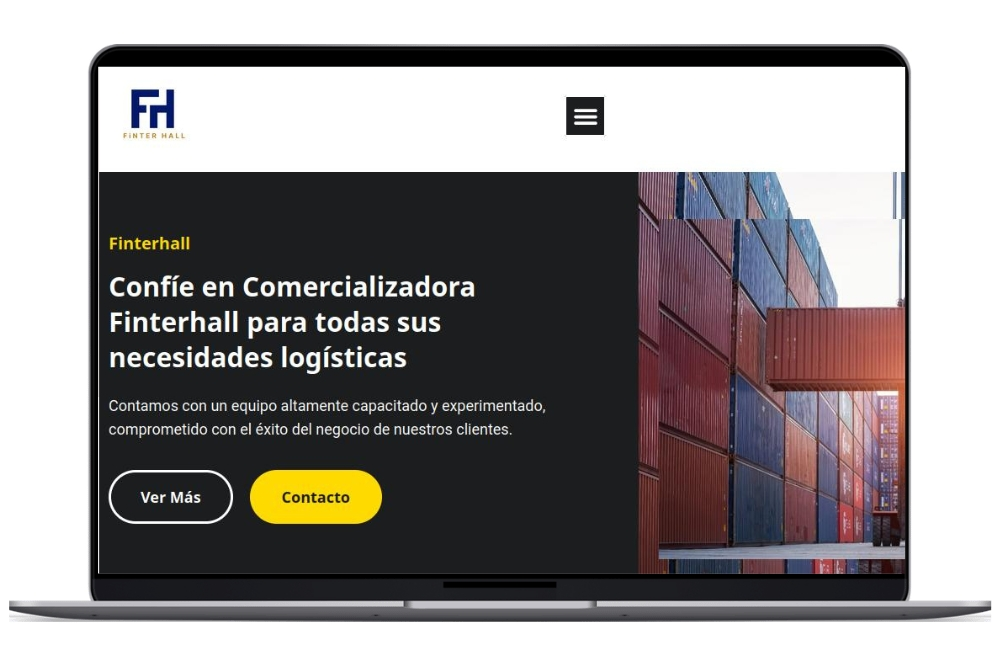 FH
FiNTER HALL
Finterhall
Confíe en Comercializadora
Finterhall para todas sus
necesidades logísticas
Contamos con un equipo altamente capacitado y experimentado,
comprometido con el éxito del negocio de nuestros clientes.
Ver Más
Contacto